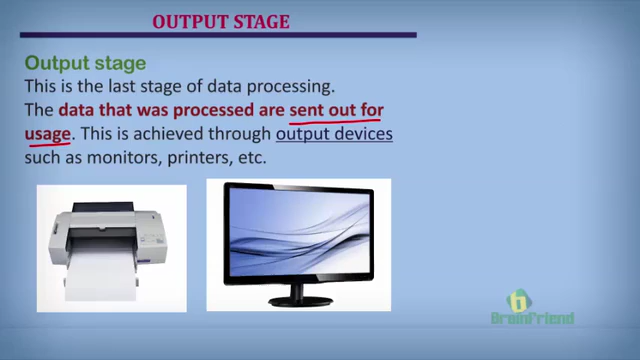 OUTPUT STAGE
Output stage
This is the last stage of data processing.
The data that was processed are sent out for
usage. This is achieved through output devices
such as monitors, printers, etc.
BrainFriend